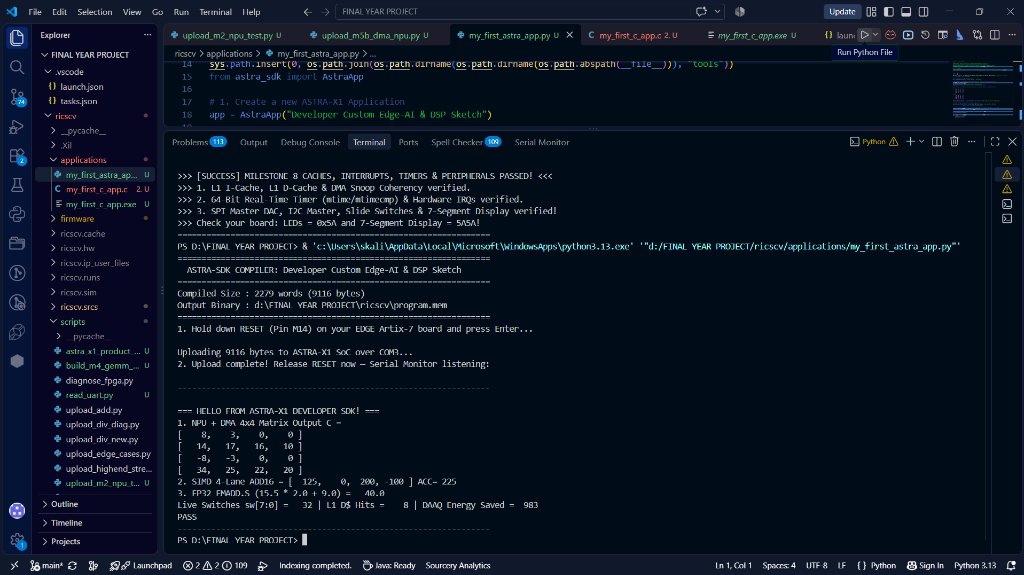 File Edit Selection View Go Run Terminal Help
FINAL YEAR PROJECT
Update
Explorer
FINAL YEAR PROJECT
.vscode
launch.json
tasks.json
ricscv
__pycache__
.Xil
applications
my_first_astra_ap... U
my_first_c_app.c 2, U
my_first_c_app.exe U
firmware
ricscv.cache
ricscv.hw
ricscv.ip_user_files
ricscv.runs
ricscv.sim
ricscv.srcs
scripts
__pycache__
astra_x1_product_... U
build_m4_gemm_...
diagnose_fpga.py
read_uart.py U
upload_add.py
upload_div_diag.py
upload_div_new.py
upload_edge_cases.py
upload_highend_stre...
upload_m2_npu_t... U
Outline
Timeline
Projects
74
2
1
upload_m2_npu_test.py U
upload_m5b_dma_npu.py U
my_first_astra_app.py U
my_first_c_app.c 2, U
my_first_c_app.exe U
Run Python File
ricscv > applications > my_first_astra_app.py > ...
14 sys.path.insert(0, os.path.join(os.path.dirname(os.path.dirname(os.path.abspath(__file__))), "tools"))
15 from astra_sdk import AstraApp
16
17 # 1. Create a new ASTRA-X1 Application
18 app = AstraApp("Developer Custom Edge-AI & DSP Sketch")
Problems 113 Output Debug Console Terminal Ports Spell Checker 109 Serial Monitor
Python
>>> [SUCCESS] MILESTONE 8 CACHES, INTERRUPTS, TIMERS & PERIPHERALS PASSED! <<<
>>> 1. L1 I-Cache, L1 D-Cache & DMA Snoop Coherency verified.
>>> 2. 64-Bit Real-Time Timer (mtime/mtimecmp) & Hardware IRQs verified.
>>> 3. SPI Master DAC, I2C Master, Slide Switches & 7-Segment Display verified!
>>> Check your board: LEDs = 0x5A and 7-Segment Display = 5A5A!
=================================================================
PS D:\FINAL YEAR PROJECT> & 'c:\Users\skali\AppData\Local\Microsoft\WindowsApps\python3.13.exe' '"d:/FINAL YEAR PROJECT/ricscv/applications/my_first_astra_app.py"'
=================================================================
ASTRA-SDK COMPILER: Developer Custom Edge-AI & DSP Sketch
=================================================================
Compiled Size : 2279 words (9116 bytes)
Output Binary : d:\FINAL YEAR PROJECT\ricscv\program.mem
=================================================================
1. Hold down RESET (Pin M14) on your EDGE Artix-7 board and press Enter...
Uploading 9116 bytes to ASTRA-X1 SoC over COM3...
2. Upload complete! Release RESET now — Serial Monitor listening:
-----------------------------------------------------------------
=== HELLO FROM ASTRA-X1 DEVELOPER SDK! ===
1. NPU + DMA 4x4 Matrix Output C =
[ 8, 3, 0, 0 ]
[ 14, 17, 16, 10 ]
[ -8, -3, 0, 0 ]
[ 34, 25, 22, 20 ]
2. SIMD 4-Lane ADD16 = [ 125, 0, 200, -100 ] ACC= 225
3. FP32 FMADD.S (15.5 * 2.0 + 9.0) = 40.0
Live Switches sw[7:0] = 32 | L1 D$ Hits = 8 | DAAQ Energy Saved = 983
PASS
-----------------------------------------------------------------
PS D:\FINAL YEAR PROJECT>
main* Launchpad 2 2 109 Indexing completed. Java: Ready Sourcery Analytics Ln 1, Col 1 Spaces: 4 UTF-8 LF Python Sign In Python 3.13